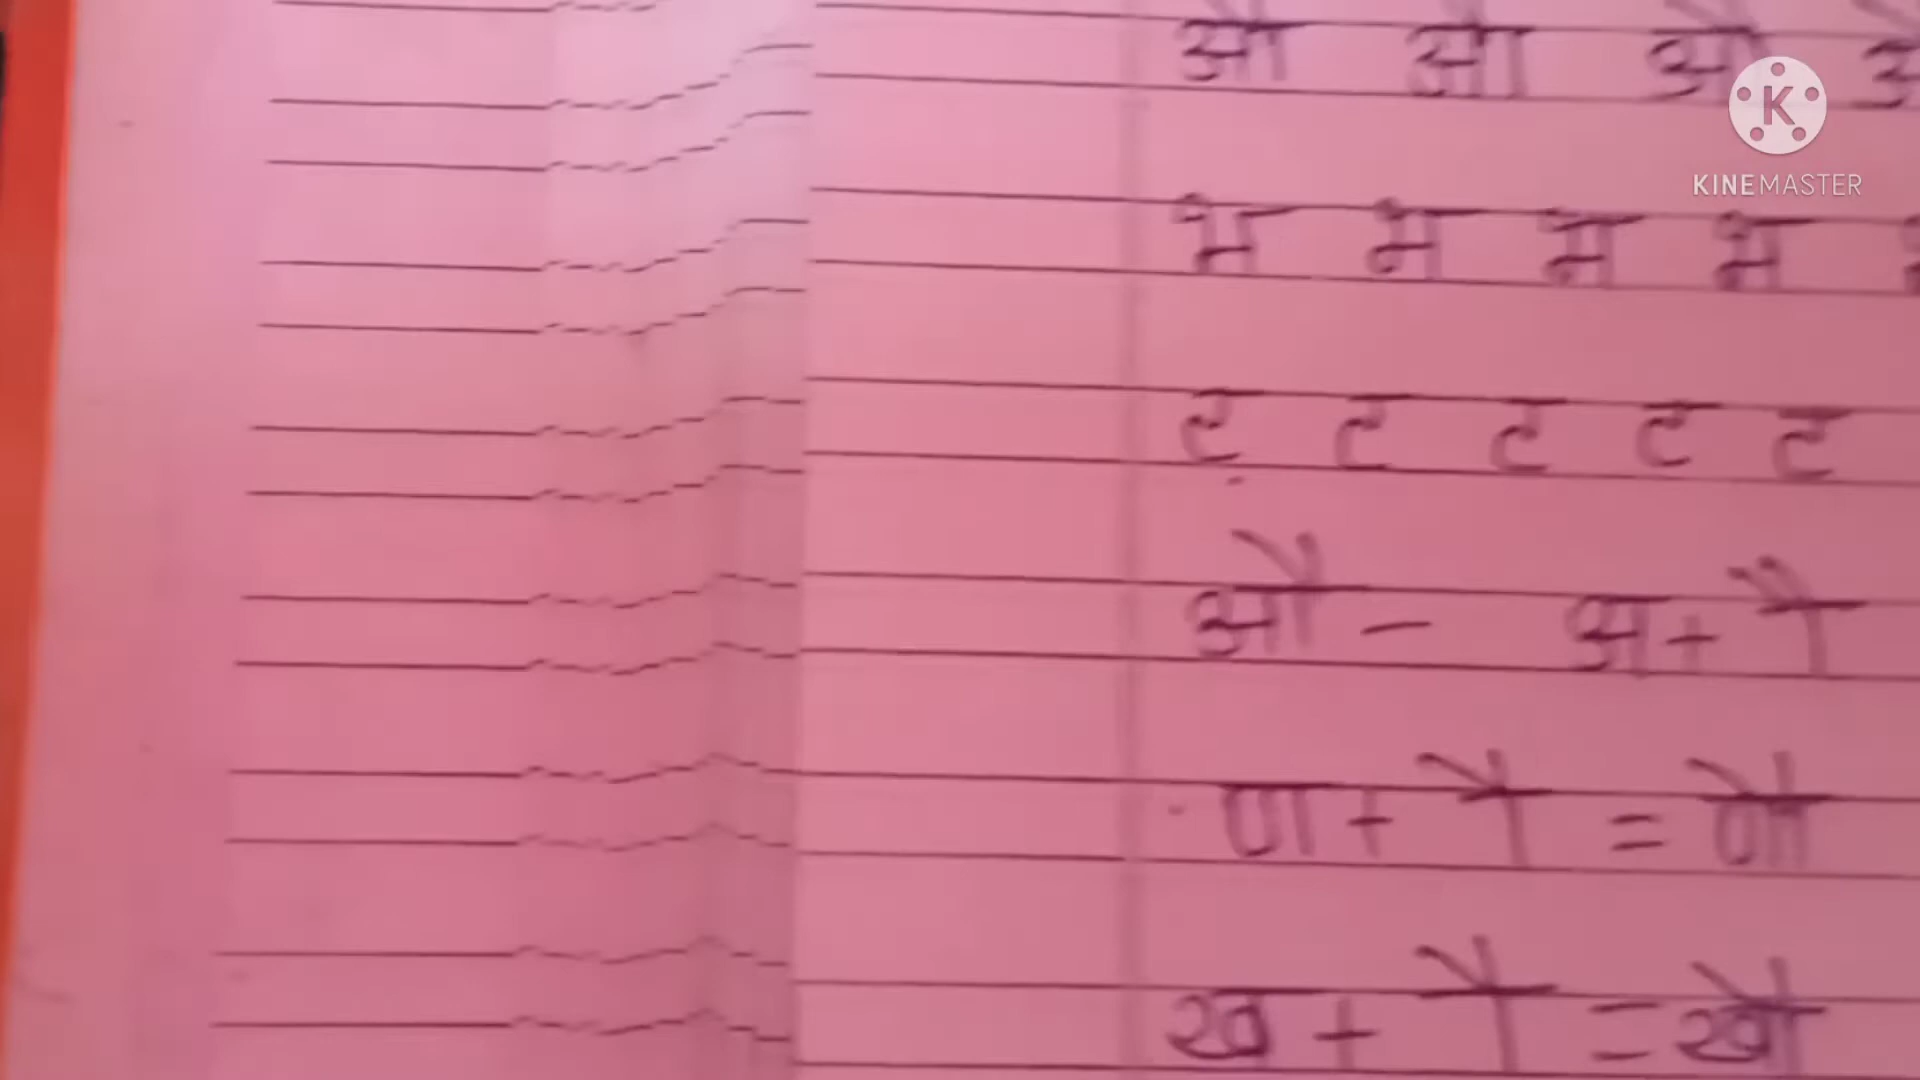 ओ ओ ओ
KINEMASTER
भ भ भ भ
ट ट ट ट ट
ओ - अ + ो
ण + ो = णो
ख + ो = खो